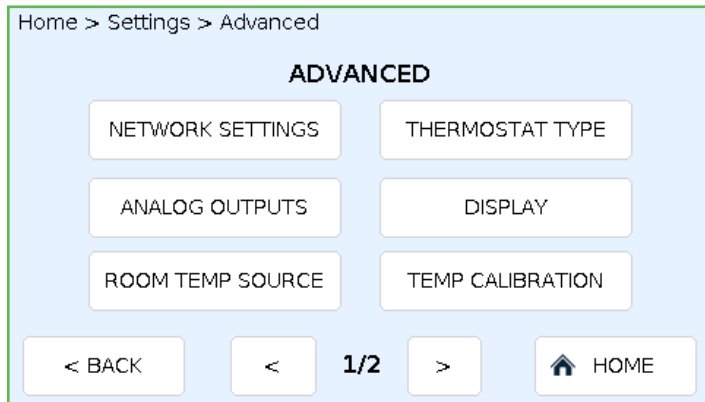 Home > Settings > Advanced
ADVANCED
NETWORK SETTINGS THERMOSTAT TYPE
ANALOG OUTPUTS DISPLAY
ROOM TEMP SOURCE TEMP CALIBRATION
< BACK < 1/2 > HOME